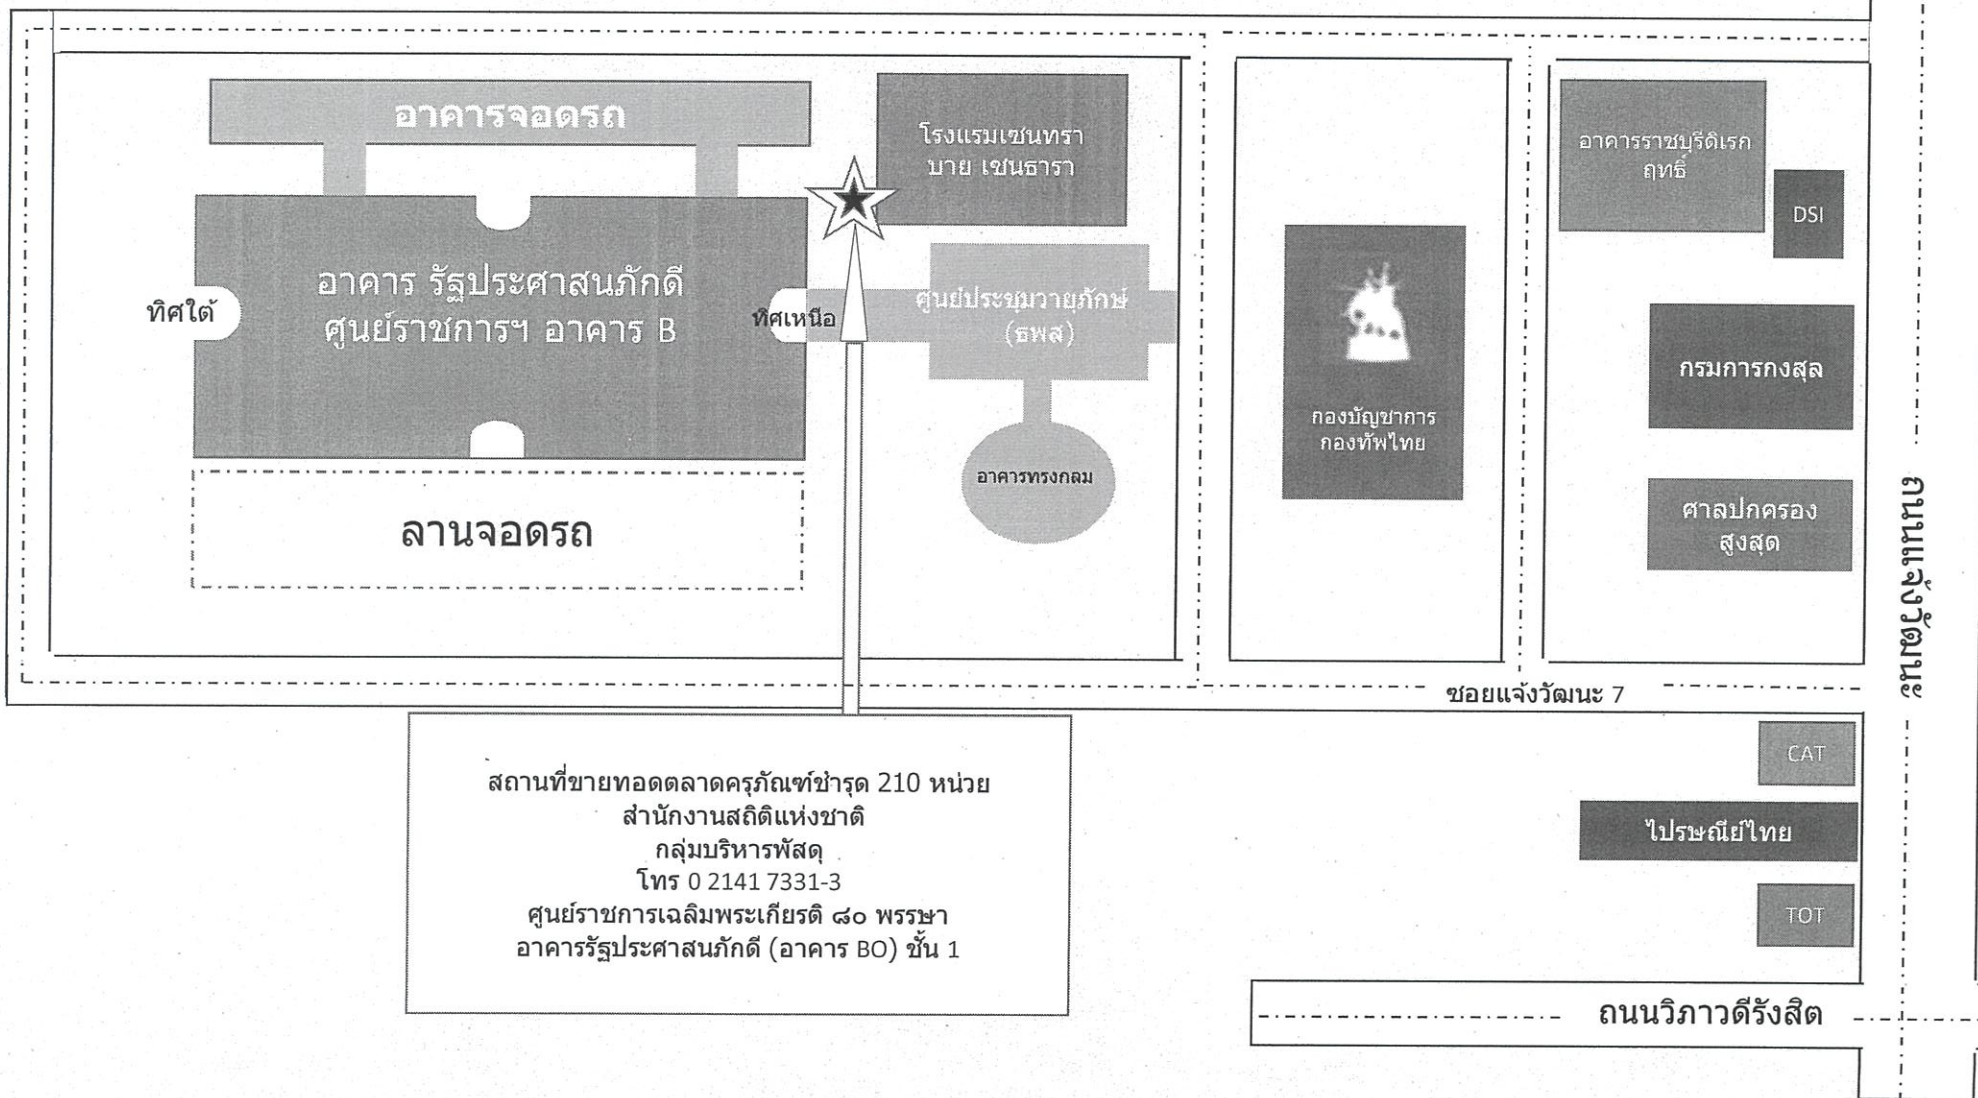 อาคารจอดรถ
โรงแรมเซนทรา
บาย เซนธารา
อาคารราชบุรีดิเรก
ฤทธิ์
DSI
อาคาร รัฐประศาสนภักดี
ศูนย์ราชการฯ อาคาร B
ทิศใต้
ทิศเหนือ
ศูนย์ประชุมวายุภักษ์
(ธพส)
กรมการกงสุล
กองบัญชาการ
กองทัพไทย
อาคารทรงกลม
ศาลปกครอง
สูงสุด
ลานจอดรถ
ถนนแจ้งวัฒนะ
ซอยแจ้งวัฒนะ 7
CAT
ไปรษณีย์ไทย
TOT
สถานที่ขายทอดตลาดครุภัณฑ์ชำรุด 210 หน่วย
สำนักงานสถิติแห่งชาติ
กลุ่มบริหารพัสดุ
โทร 0 2141 7331-3
ศูนย์ราชการเฉลิมพระเกียรติ ๘๐ พรรษา
อาคารรัฐประศาสนภักดี (อาคาร BO) ชั้น 1
ถนนวิภาวดีรังสิต